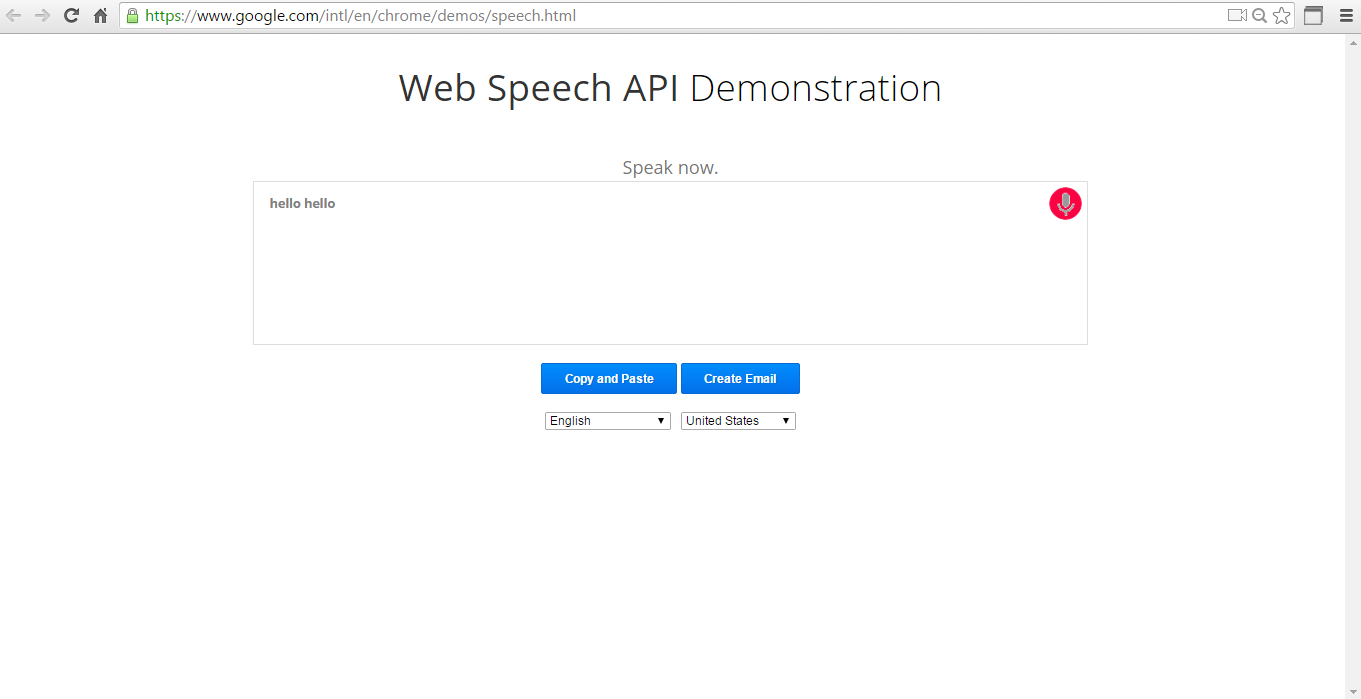 https://www.google.com/intl/en/chrome/demos/speech.html
Web Speech API Demonstration
Speak now.
hello hello
Copy and Paste Create Email
English United States